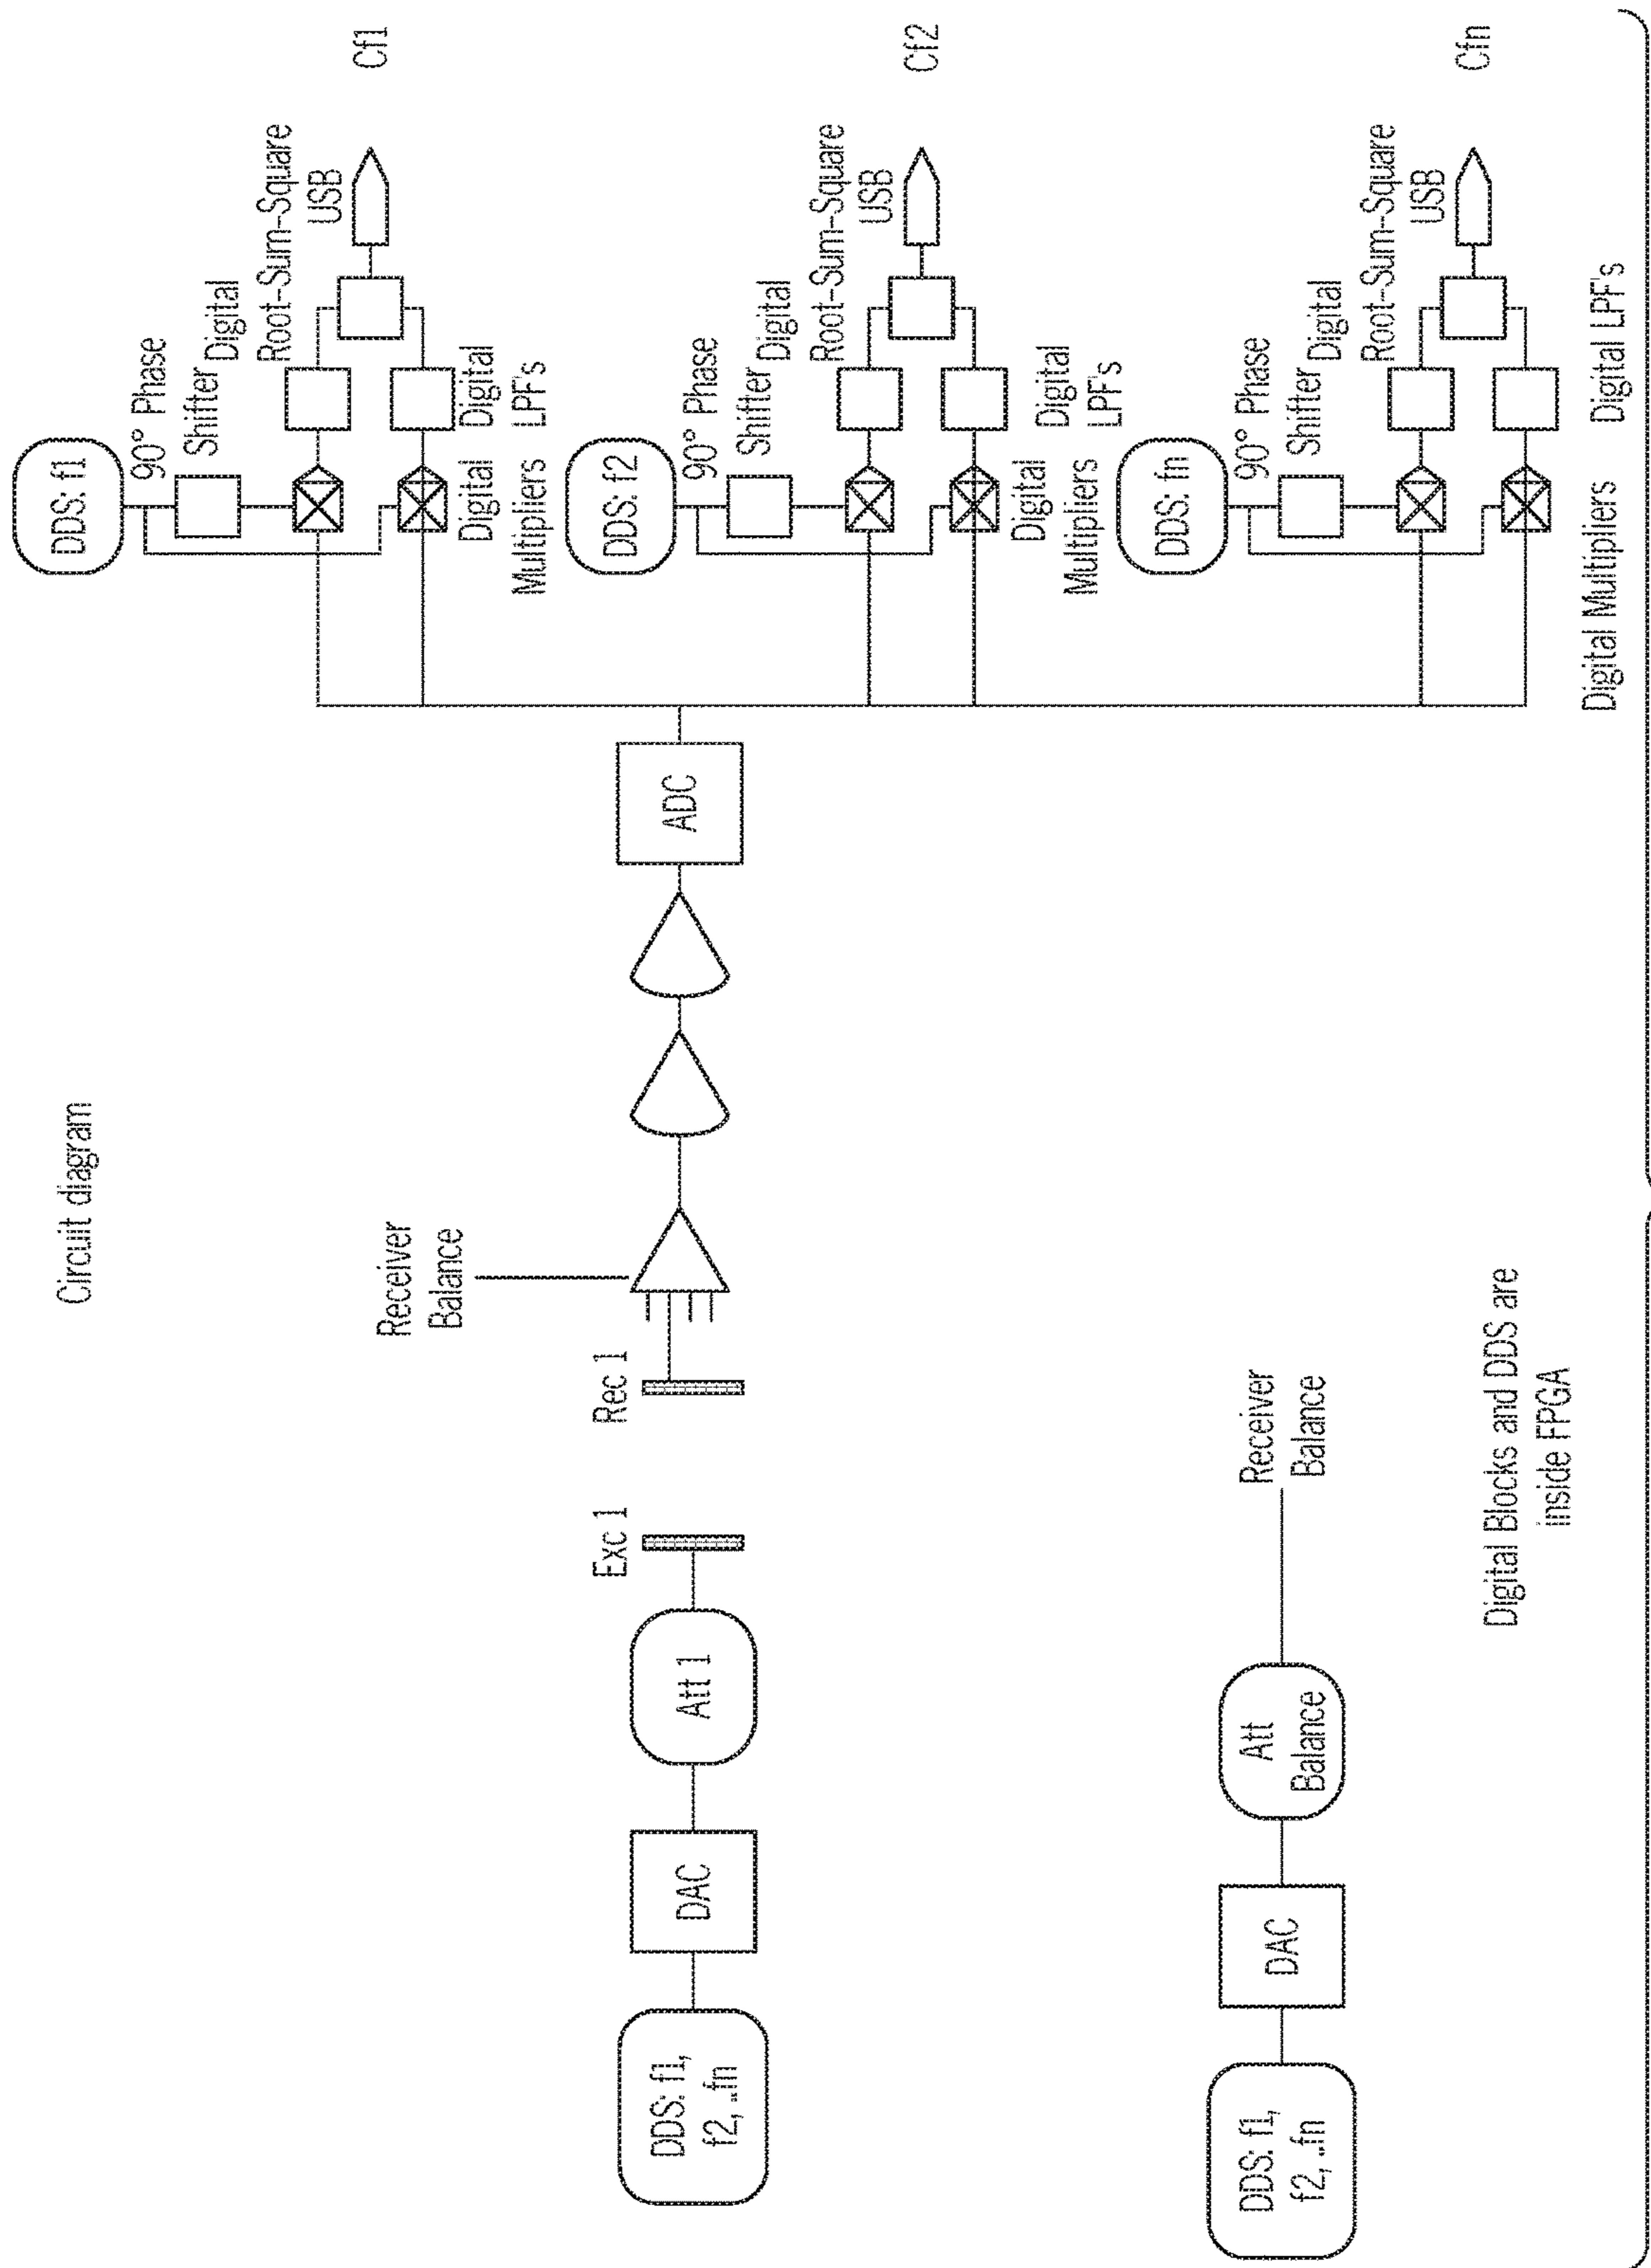 Circuit diagram
DDS: f1
90° Phase
Shifter
Digital
Root-Sum-Square
USB
Cf1
Digital
Multipliers
Digital
LPF's
DDS: f2
90° Phase
Shifter
Digital
Root-Sum-Square
USB
Cf2
Digital
Multipliers
Digital
LPF's
DDS: fn
90° Phase
Shifter
Digital
Root-Sum-Square
USB
Cfn
Digital Multipliers
Digital LPF's
Receiver
Balance
DDS: f1,
f2, ..fn
DAC
Att 1
Exc 1
Rec 1
ADC
DDS: f1,
f2, ..fn
DAC
Att
Balance
Receiver
Balance
Digital Blocks and DDS are
inside FPGA